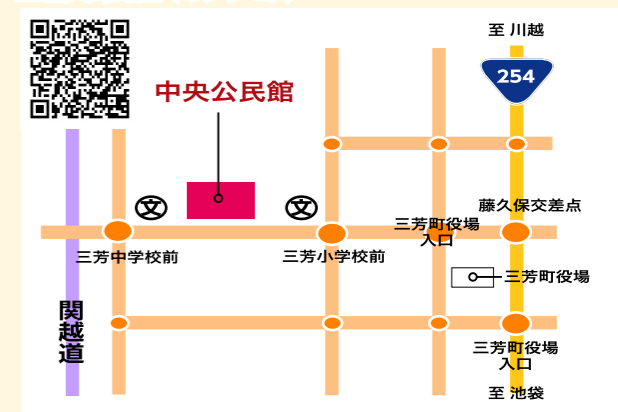 至 川越
254
中央公民館
文
文
藤久保交差点
三芳町役場
入口
三芳中学校前
三芳小学校前
三芳町役場
関越道
三芳町役場
入口
至 池袋